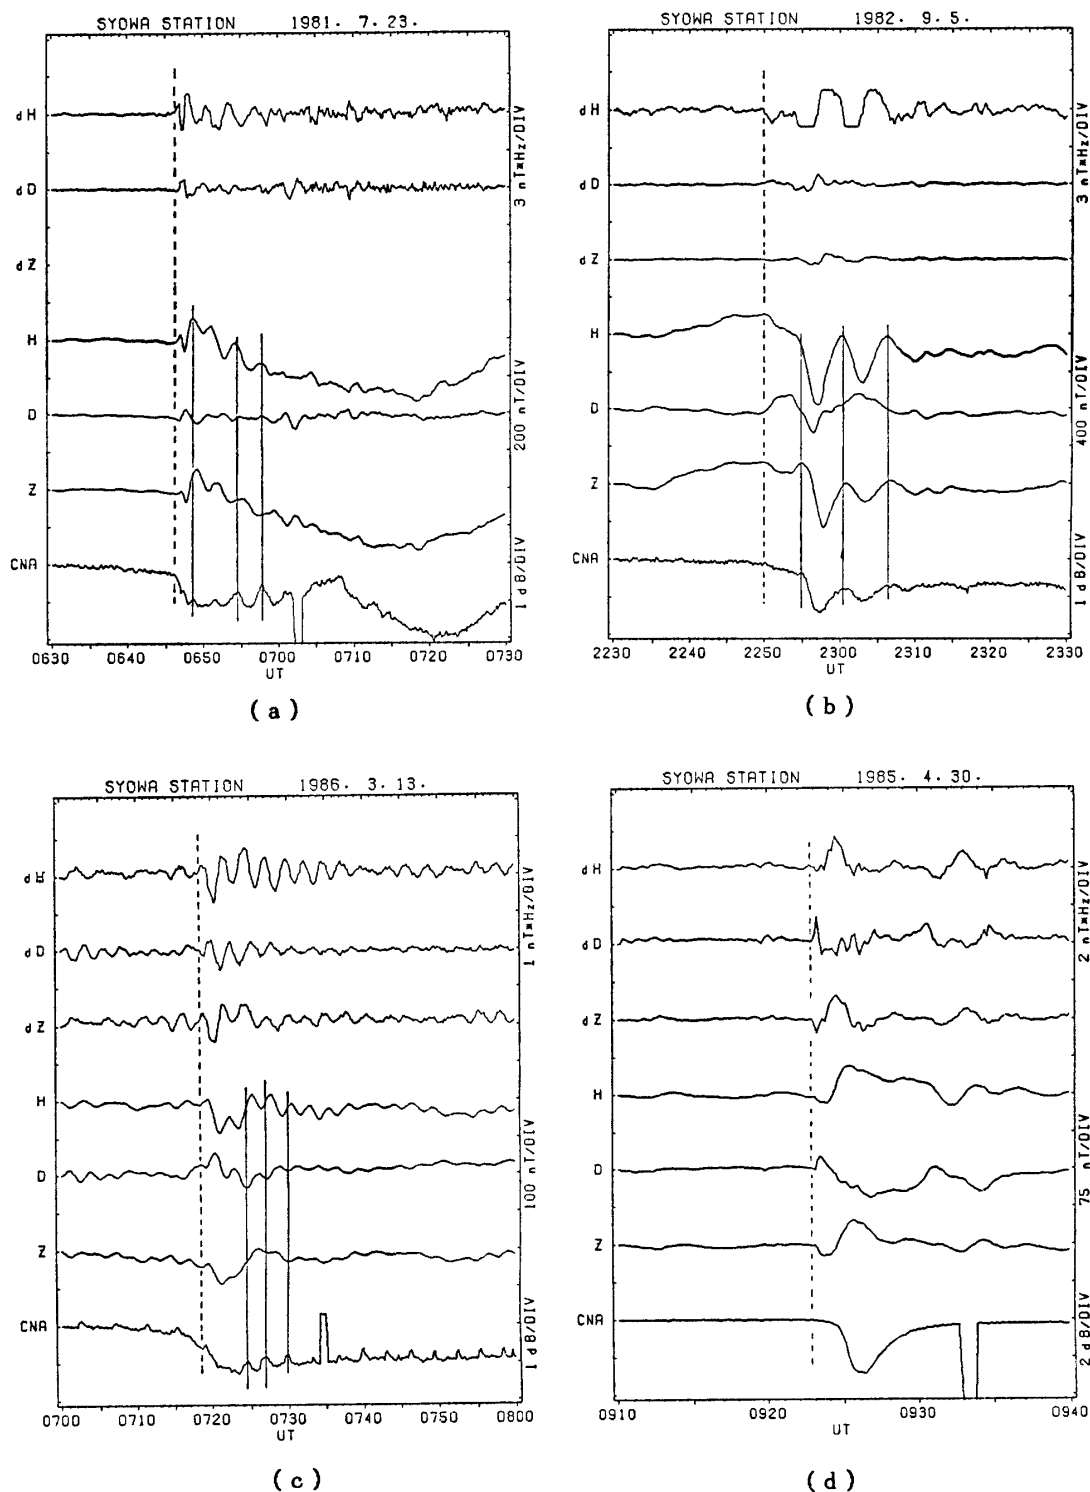 SYOWA STATION 1981. 7.23.
dH
dD
dZ
H
D
Z
CNA
3 nT*Hz/DIV
200 nT/DIV
1 dB/DIV
0630 0640 0650 0700 0710 0720 0730
UT
(a)
SYOWA STATION 1982. 9.5.
dH
dD
dZ
H
D
Z
CNA
3 nT*Hz/DIV
400 nT/DIV
1 dB/DIV
2230 2240 2250 2300 2310 2320 2330
UT
(b)
SYOWA STATION 1986. 3.13.
dH
dD
dZ
H
D
Z
CNA
1 nT*Hz/DIV
100 nT/DIV
1 dB/DIV
0700 0710 0720 0730 0740 0750 0800
UT
(c)
SYOWA STATION 1985. 4.30.
dH
dD
dZ
H
D
Z
CNA
2 nT*Hz/DIV
75 nT/DIV
2 dB/DIV
0910 0920 0930 0940
UT
(d)